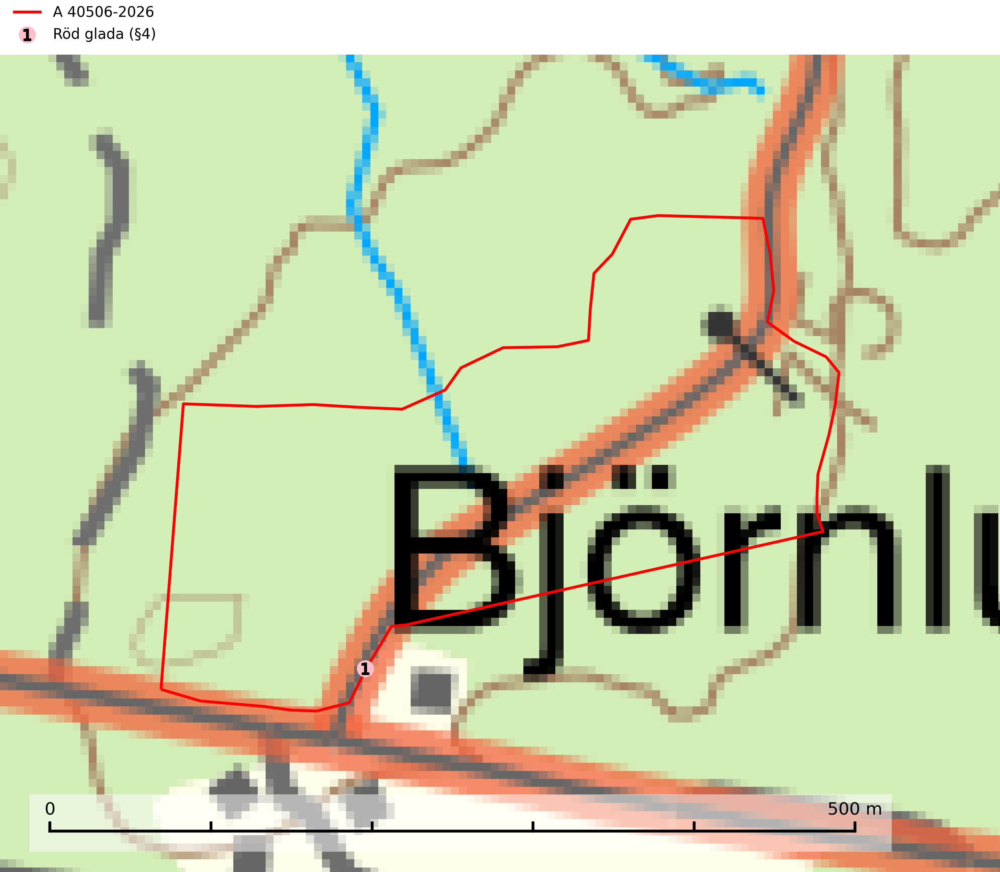 A 40506-2026
1 Röd glada (§4)
Björnlu
1
0 500 m